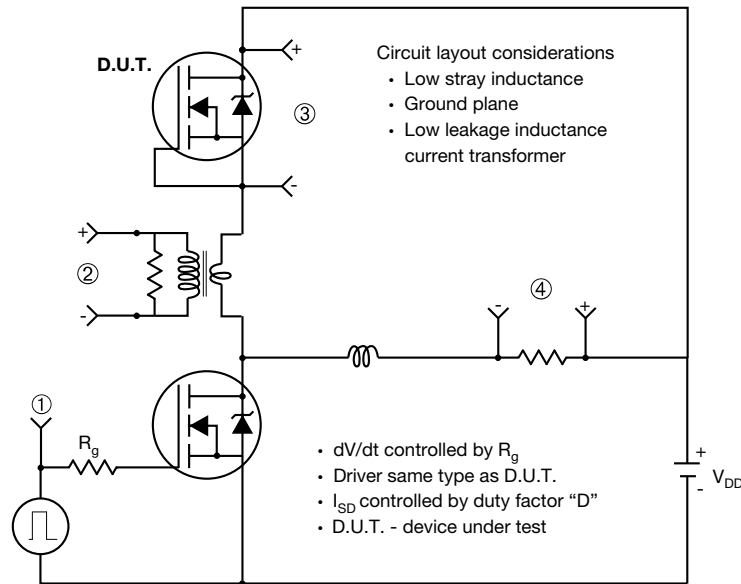 D.U.T.
+
③
-
Circuit layout considerations
• Low stray inductance
• Ground plane
• Low leakage inductance
current transformer
+
②
-
④
- +
①
R_g
• dV/dt controlled by R_g
• Driver same type as D.U.T.
• I_SD controlled by duty factor “D”
• D.U.T. - device under test
+
V_DD
-